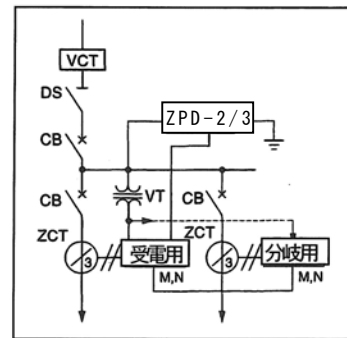 VCT
DS
ZPD-2/3
CB
CB
VT
CB
ZCT
ZCT
3
受電用
3
分岐用
M,N
M,N